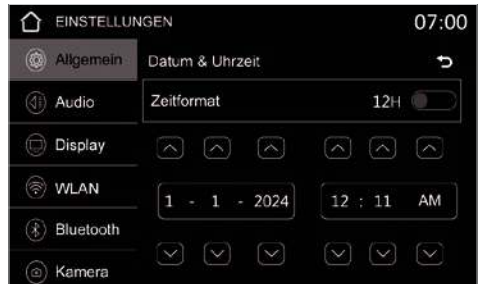 EINSTELLUNGEN 07:00
Allgemein
Datum & Uhrzeit
Audio
Zeitformat 12H
Display
WLAN
1 - 1 - 2024 12 : 11 AM
Bluetooth
Kamera